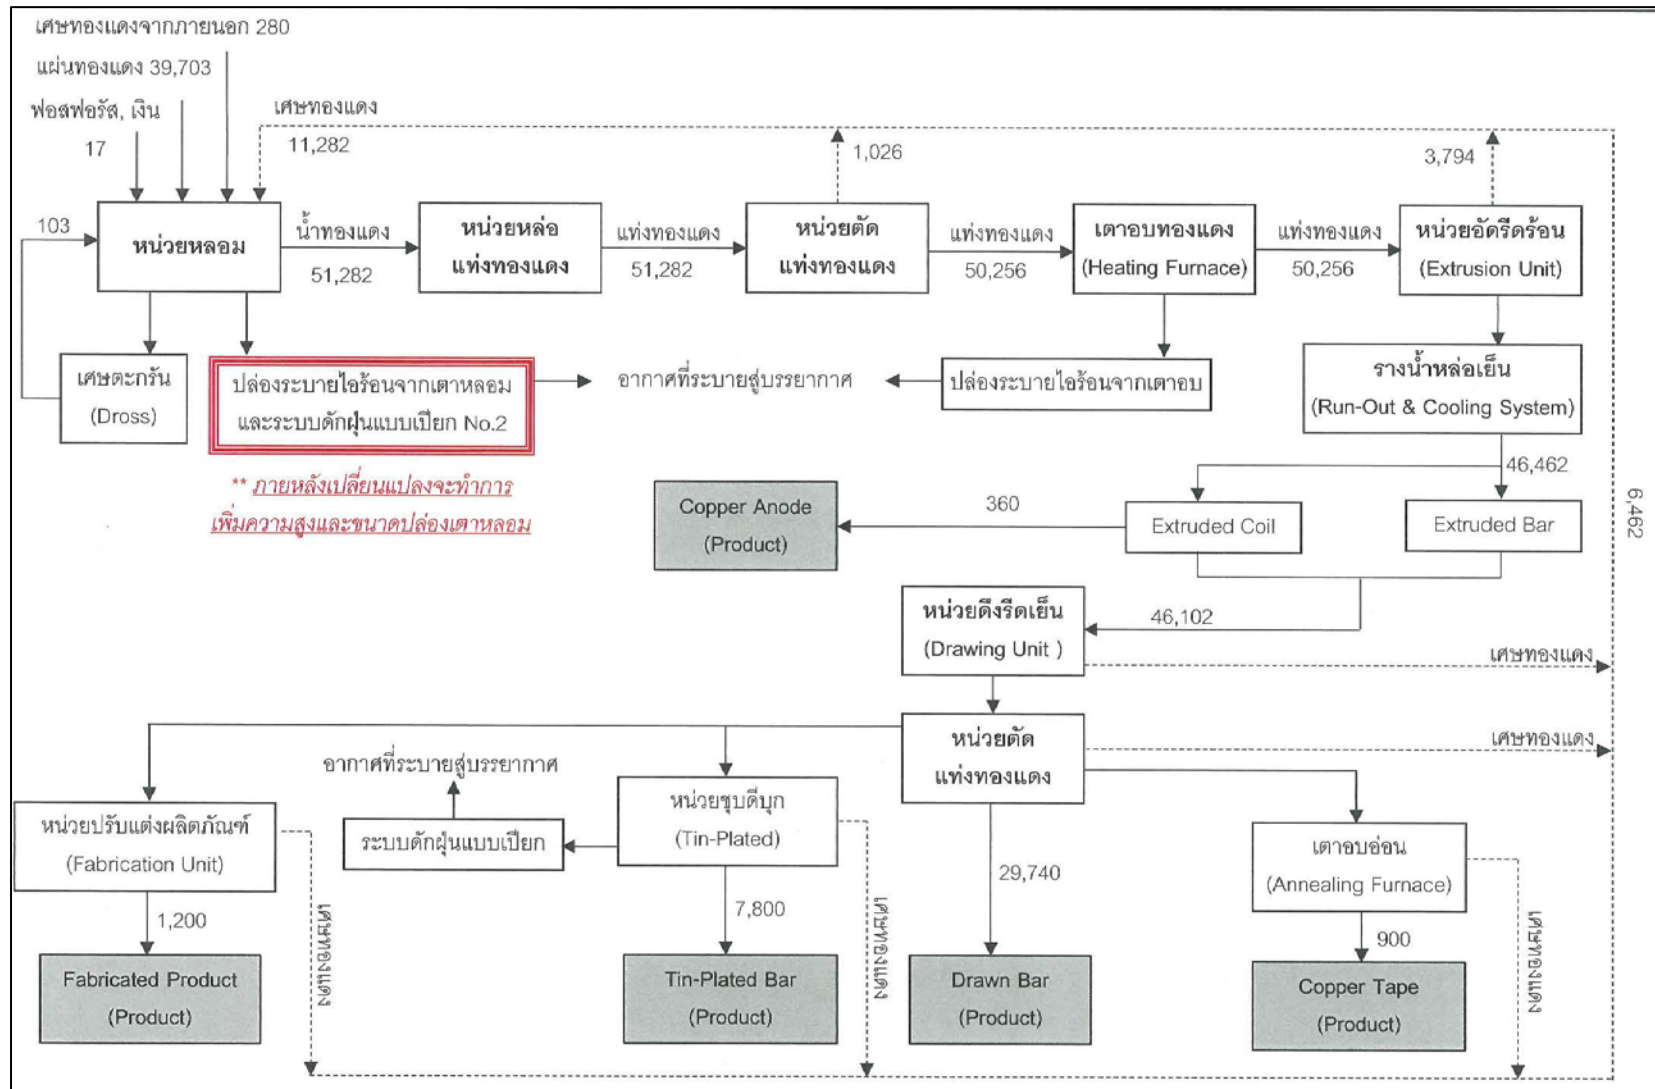 เศษทองแดงจากภายนอก 280
แผ่นทองแดง 39,703
ฟอสฟอรัส, เงิน
17
เศษทองแดง
11,282
1,026
3,794
103
หน่วยหลอม
น้ำทองแดง
51,282
หน่วยหล่อ
แท่งทองแดง
แท่งทองแดง
51,282
หน่วยตัด
แท่งทองแดง
แท่งทองแดง
50,256
เตาอบทองแดง
(Heating Furnace)
แท่งทองแดง
50,256
หน่วยอัดรีดร้อน
(Extrusion Unit)
เศษตะกรัน
(Dross)
ปล่องระบายไอร้อนจากเตาหลอม
และระบบดักฝุ่นแบบเปียก No.2
อากาศที่ระบายสู่บรรยากาศ
ปล่องระบายไอร้อนจากเตาอบ
รางน้ำหล่อเย็น
(Run-Out & Cooling System)
** ภายหลังเปลี่ยนแปลงจะทำการ
เพิ่มความสูงและขนาดปล่องเตาหลอม
46,462
6,462
Copper Anode
(Product)
360
Extruded Coil
Extruded Bar
หน่วยดึงรีดเย็น
(Drawing Unit )
46,102
เศษทองแดง
หน่วยตัด
แท่งทองแดง
เศษทองแดง
อากาศที่ระบายสู่บรรยากาศ
หน่วยปรับแต่งผลิตภัณฑ์
(Fabrication Unit)
ระบบดักฝุ่นแบบเปียก
หน่วยชุบดีบุก
(Tin-Plated)
เตาอบอ่อน
(Annealing Furnace)
1,200
เศษทองแดง
7,800
เศษทองแดง
29,740
900
เศษทองแดง
Fabricated Product
(Product)
Tin-Plated Bar
(Product)
Drawn Bar
(Product)
Copper Tape
(Product)